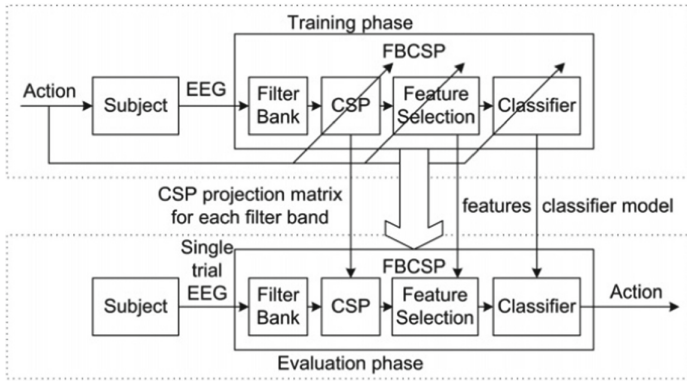 Training phase
FBCSP
Action
Subject
EEG
Filter
Bank
CSP
Feature
Selection
Classifier
CSP projection matrix
for each filter band
features
classifier model
Single
trial
EEG
FBCSP
Subject
Filter
Bank
CSP
Feature
Selection
Classifier
Action
Evaluation phase